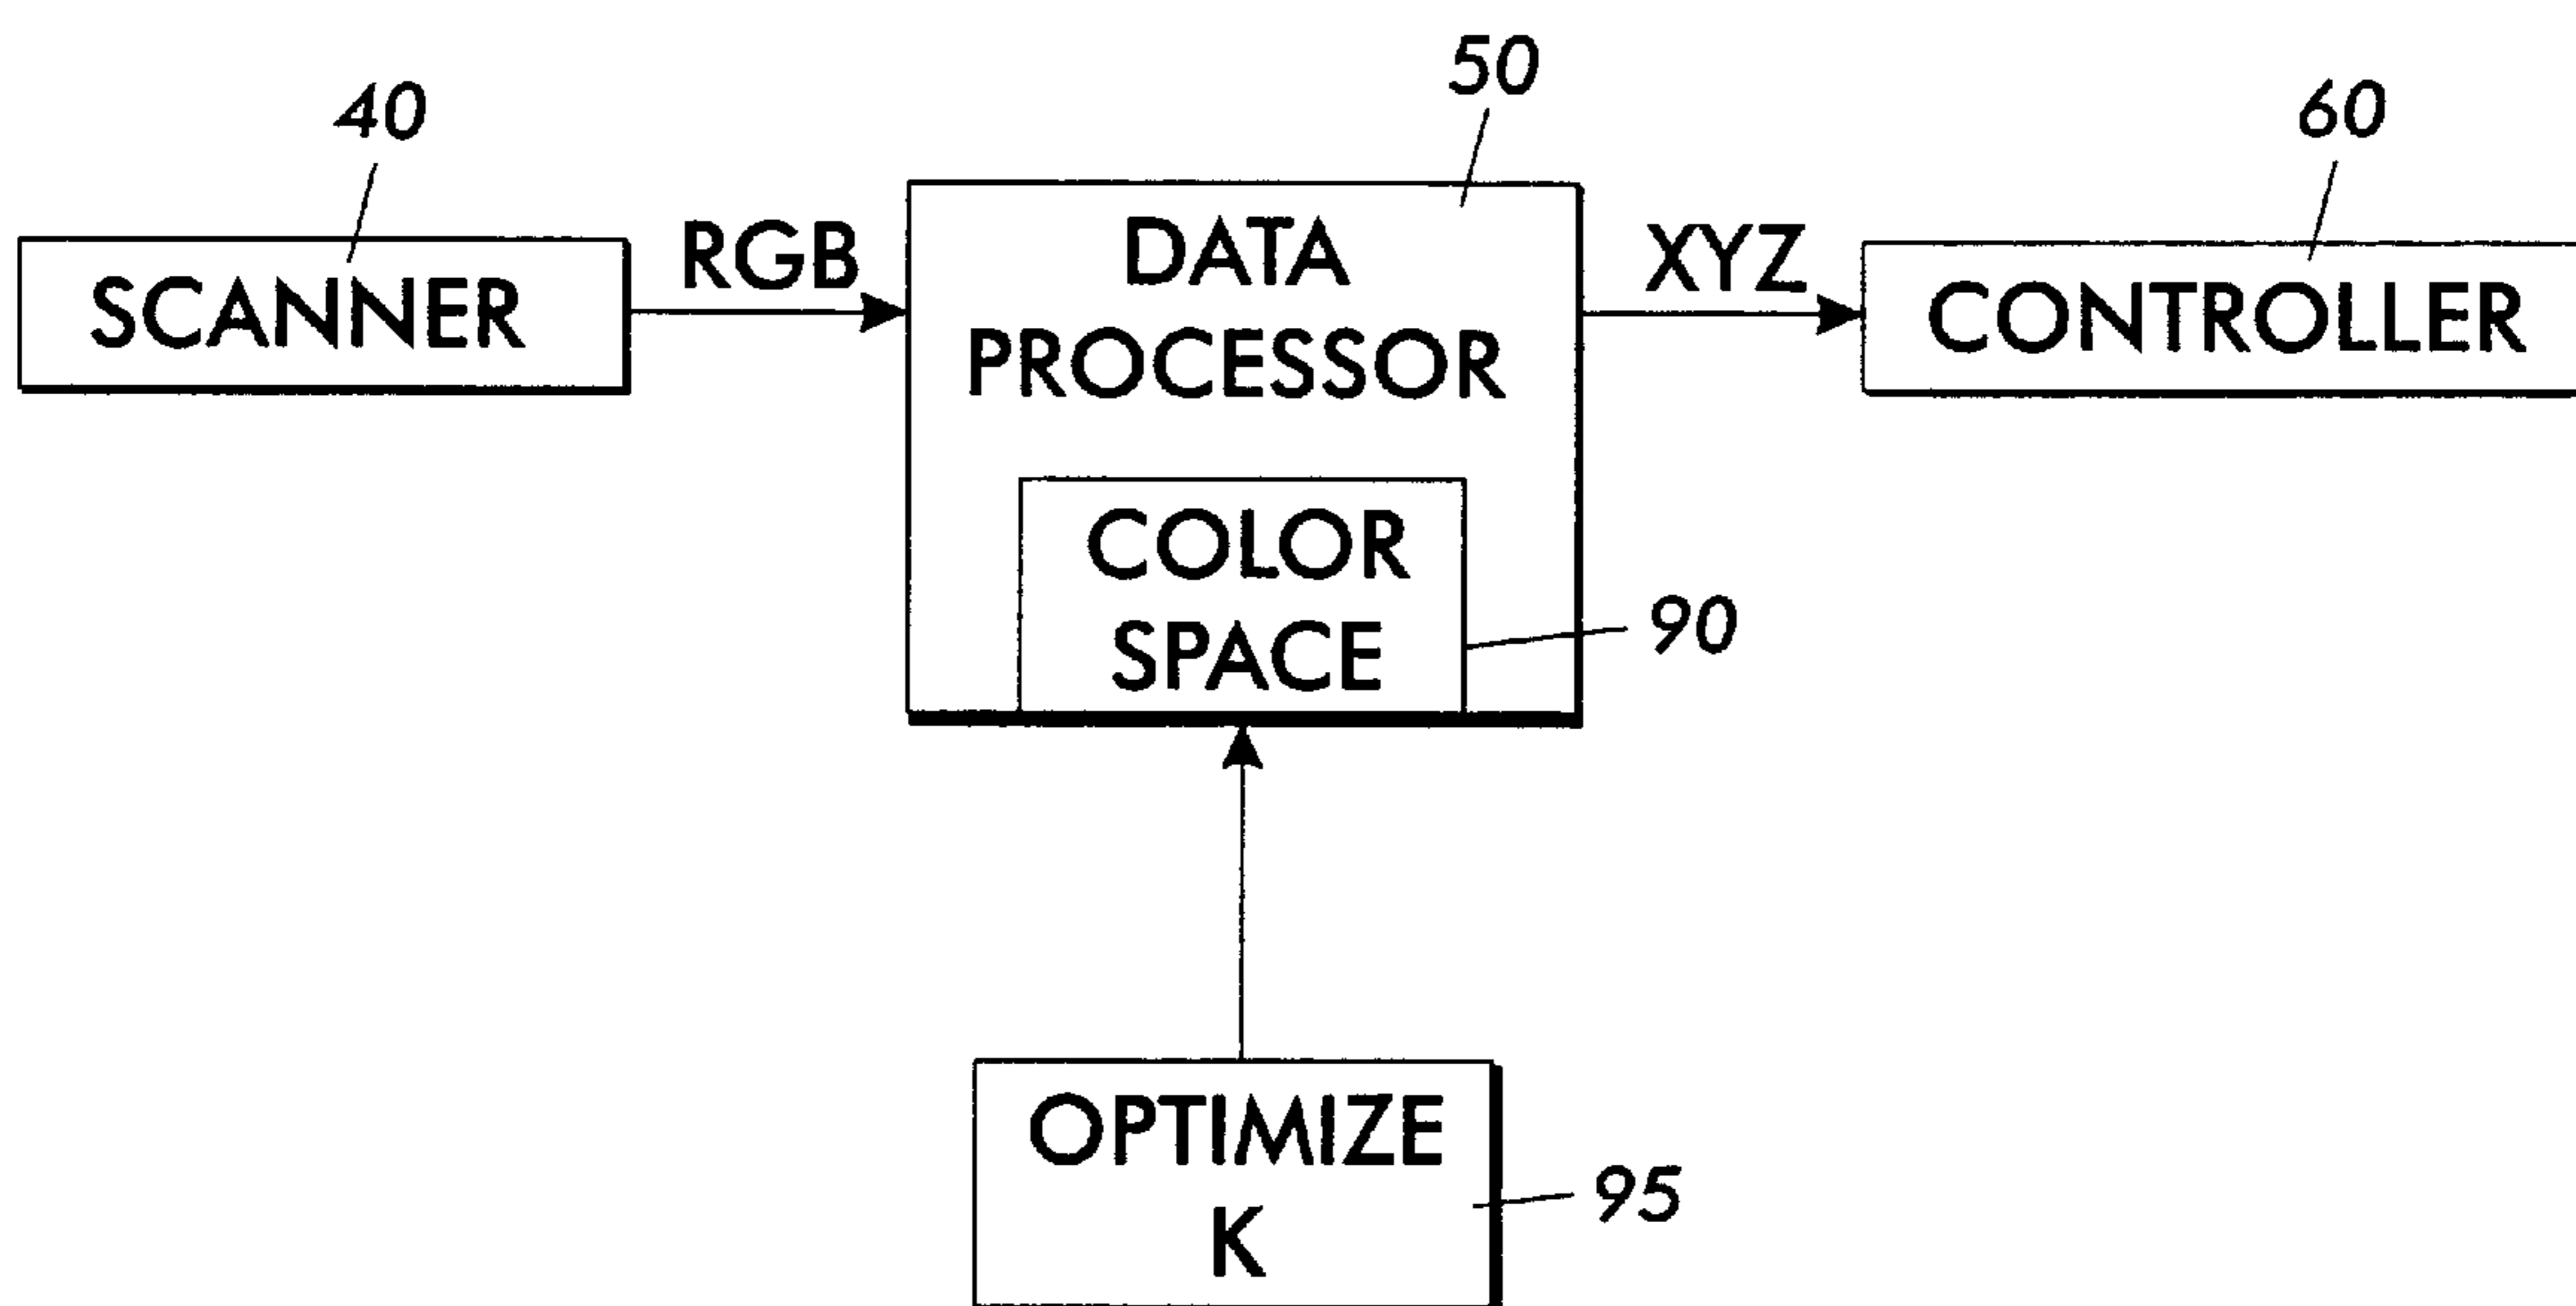 40
50
60
SCANNER
RGB
DATA
PROCESSOR
XYZ
CONTROLLER
COLOR
SPACE
90
OPTIMIZE
K
95